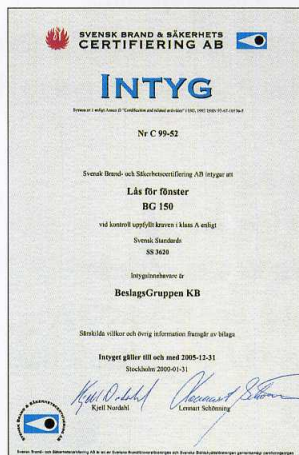 SVENSK BRAND & SÄKERHETS
CERTIFIERING AB
INTYG
Nr C 99-52
Svensk Brand- och Säkerhetscertifiering AB intygar att
Lås för fönster
BG 150
vid kontroll uppfyllt kraven i klass A enligt
Svensk Standard
SS 3620
Intygsinnehavare är
BeslagsGruppen KB
Särskilda villkor och övrig information framgår av bilaga
Intyget gäller till och med 2005-12-31
Stockholm 2000-01-31
Kjell Nordahl
Lennart Schönning